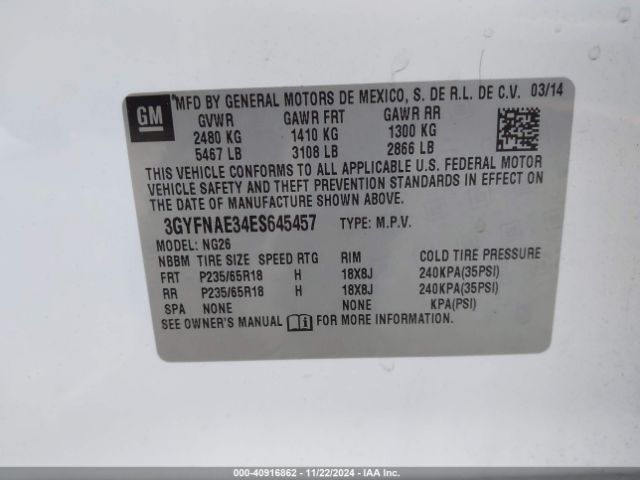 GM
*MFD BY GENERAL MOTORS DE MEXICO, S. DE R.L. DE C.V. 03/14
GVWR GAWR FRT GAWR RR
2480 KG 1410 KG 1300 KG
5467 LB 3108 LB 2866 LB
THIS VEHICLE CONFORMS TO ALL APPLICABLE U.S. FEDERAL MOTOR
VEHICLE SAFETY AND THEFT PREVENTION STANDARDS IN EFFECT ON
THE DATE OF MANUFACTURE SHOWN ABOVE.
3GYFNAE34ES645457 TYPE: M.P.V.
MODEL: NG26
NBBM TIRE SIZE SPEED RTG RIM COLD TIRE PRESSURE
FRT P235/65R18 H 18X8J 240KPA(35PSI)
RR P235/65R18 H 18X8J 240KPA(35PSI)
SPA NONE NONE KPA(PSI)
SEE OWNER'S MANUAL FOR MORE INFORMATION.
000-40916862 - 11/22/2024 - IAAI.com